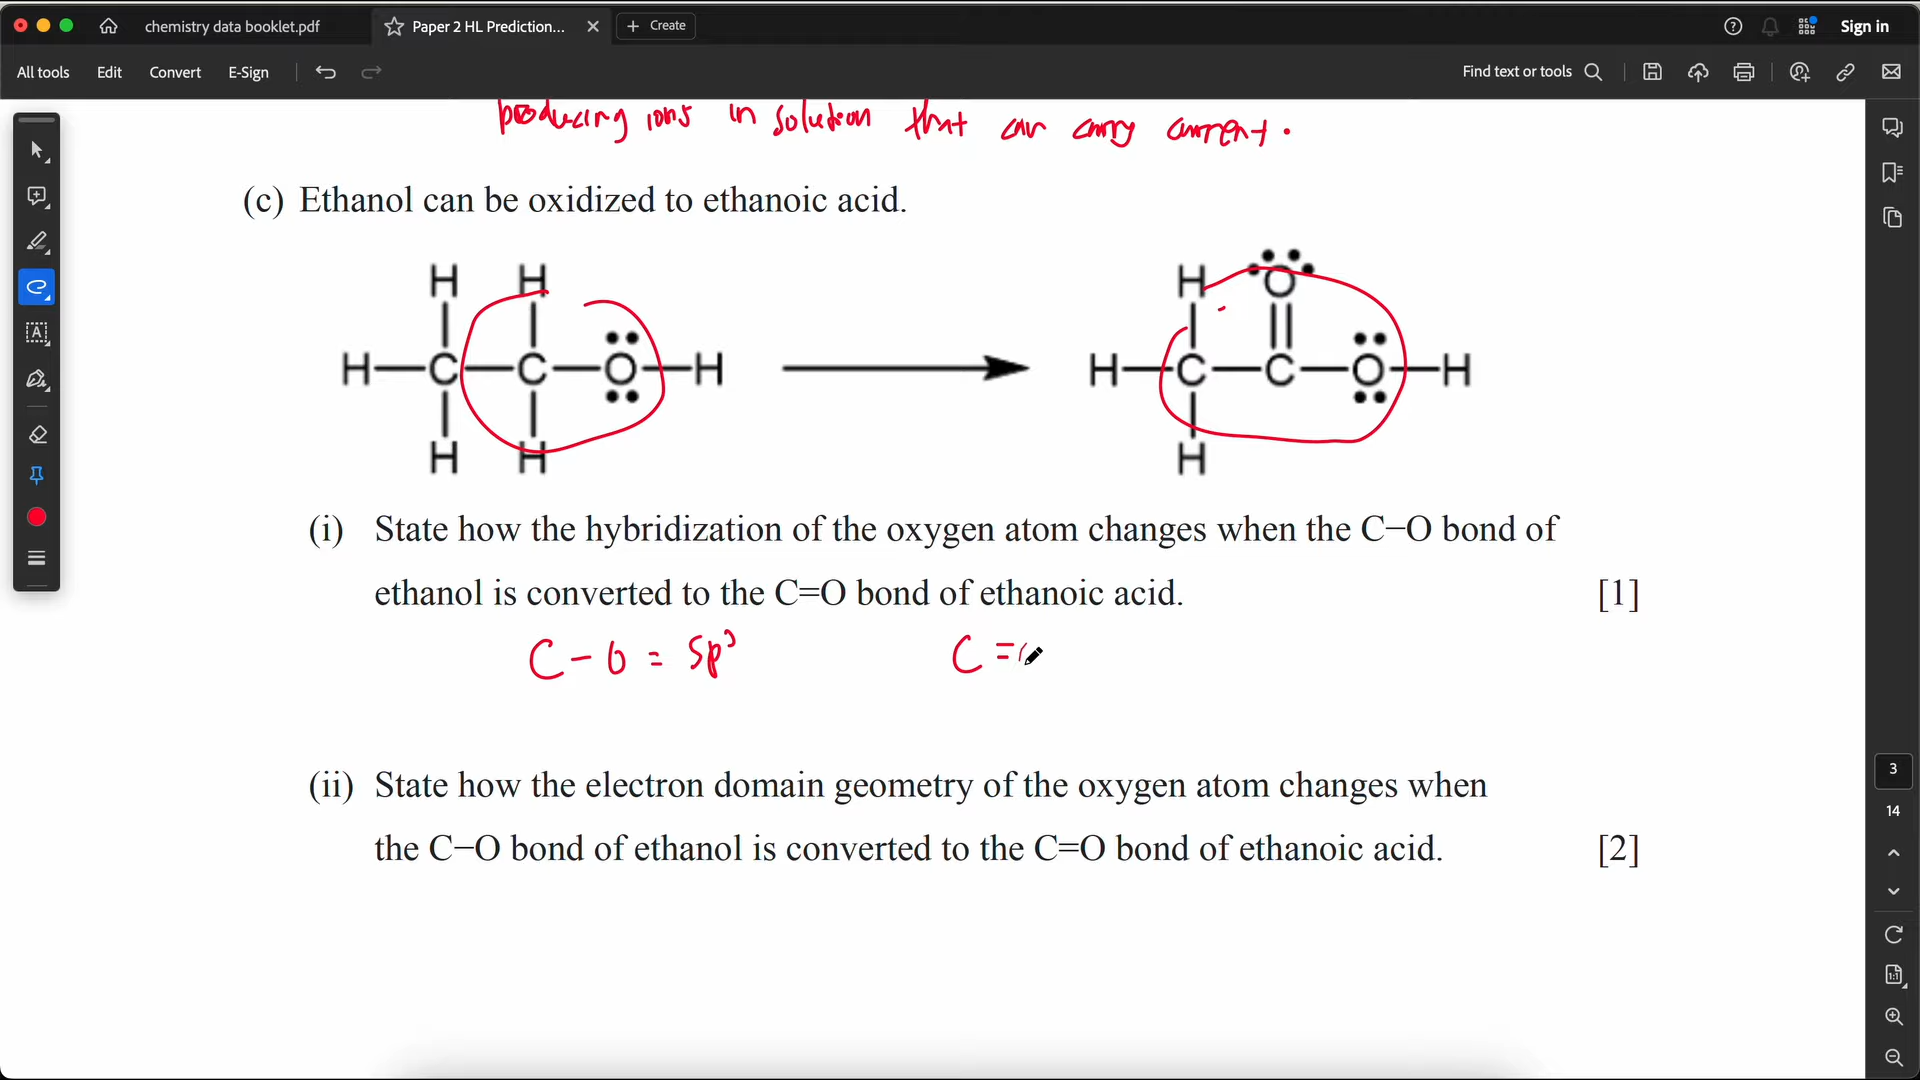 chemistry data booklet.pdf
Paper 2 HL Prediction...
Create
Sign in
All tools
Edit
Convert
E-Sign
Find text or tools
producing ions in solution that can carry current.
(c) Ethanol can be oxidized to ethanoic acid.
H H H O
H C C O H H C C O H
H H H
(i) State how the hybridization of the oxygen atom changes when the C−O bond of
ethanol is converted to the C=O bond of ethanoic acid. [1]
C - O = sp³ C =
(ii) State how the electron domain geometry of the oxygen atom changes when
the C−O bond of ethanol is converted to the C=O bond of ethanoic acid. [2]
3
14